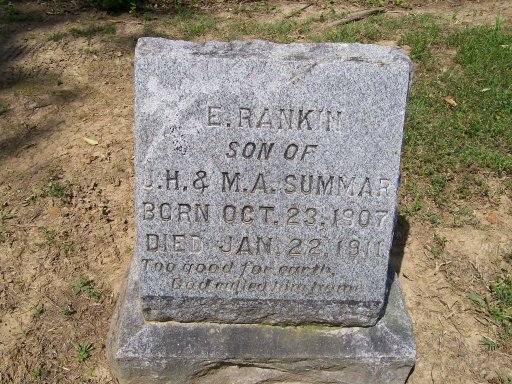 E. RANKIN
SON OF
J.H. & M.A. SUMMAR
BORN OCT. 23, 1907
DIED JAN. 22, 1911
Too good for earth,
God called him home